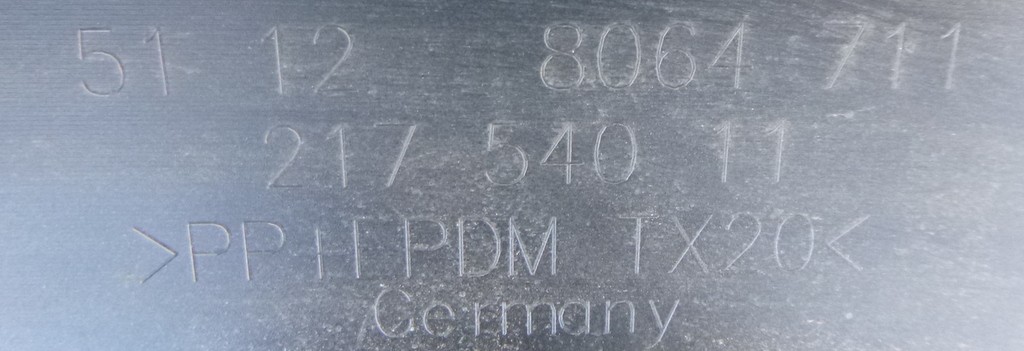 51 12 8064 711
217 540 11
>PP H EPDM TX20<
Germany